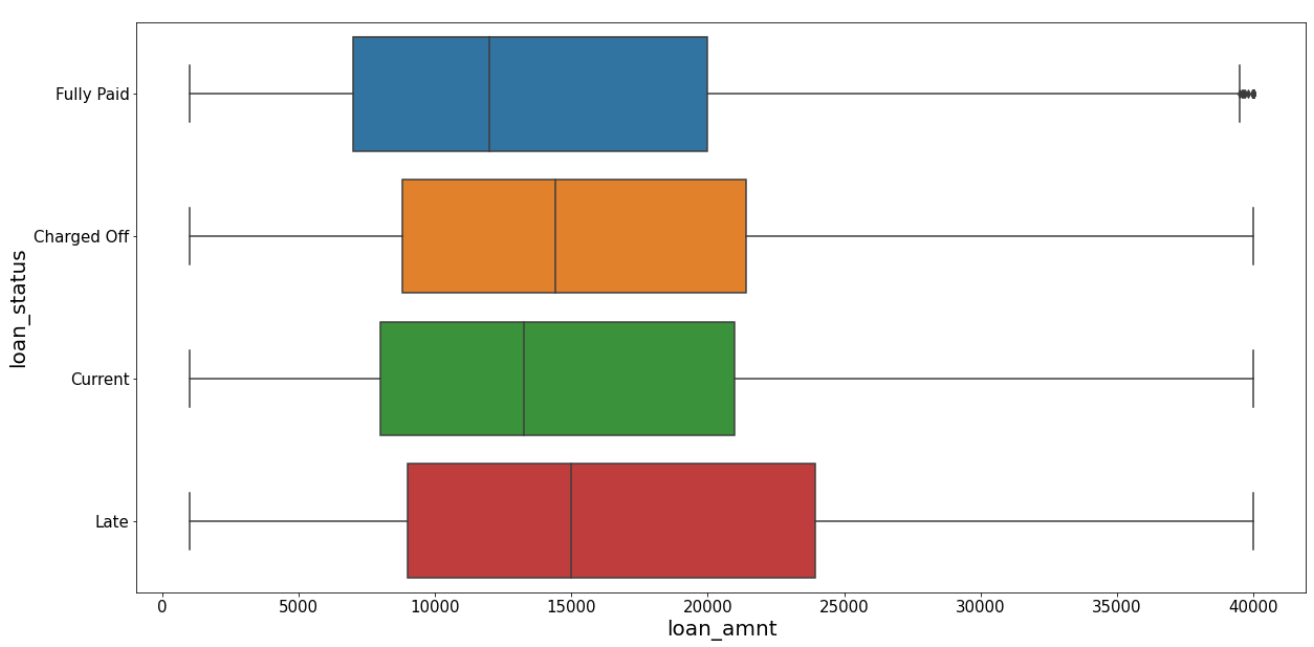 Fully Paid
Charged Off
Current
Late
loan_status
0 5000 10000 15000 20000 25000 30000 35000 40000
loan_amnt